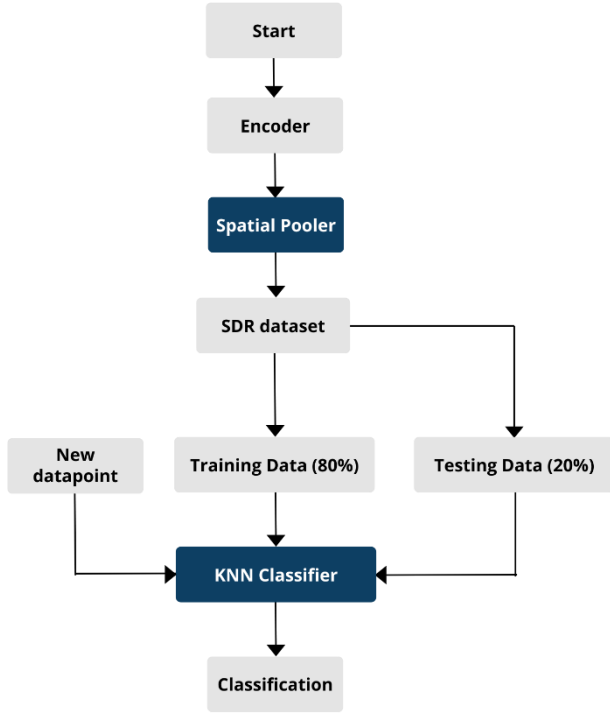 Start
Encoder
Spatial Pooler
SDR dataset
New
datapoint
Training Data (80%)
Testing Data (20%)
KNN Classifier
Classification